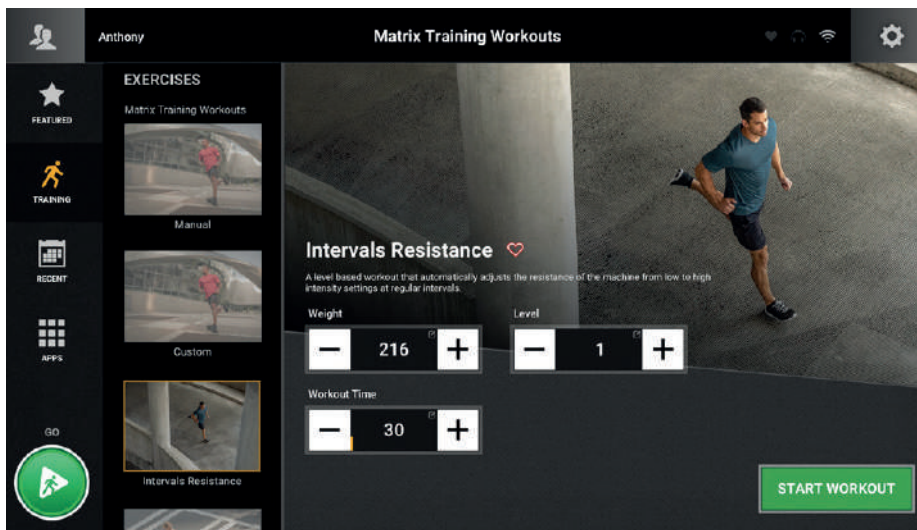 Anthony
Matrix Training Workouts
FEATURED
TRAINING
RECENT
APPS
GO
EXERCISES
Matrix Training Workouts
Manual
Custom
Intervals Resistance
Intervals Resistance
A level based workout that automatically adjusts the resistance of the machine from low to high
intensity settings at regular intervals.
Weight
Level
216
1
Workout Time
30
START WORKOUT